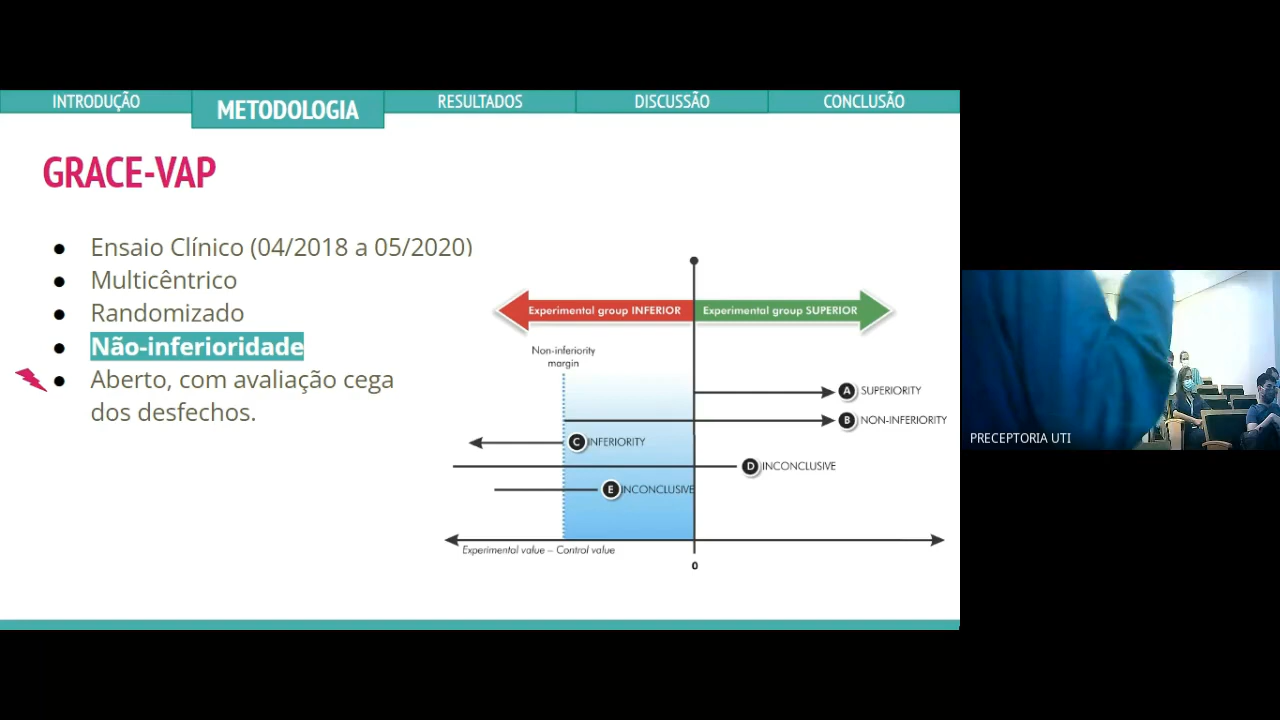 INTRODUÇÃO
METODOLOGIA
RESULTADOS
DISCUSSÃO
CONCLUSÃO
GRACE-VAP
● Ensaio Clínico (04/2018 a 05/2020)
● Multicêntrico
● Randomizado
● Não-inferioridade
● Aberto, com avaliação cega
dos desfechos.
Experimental group INFERIOR
Experimental group SUPERIOR
Non-inferiority
margin
A SUPERIORITY
B NON-INFERIORITY
C INFERIORITY
D INCONCLUSIVE
E INCONCLUSIVE
Experimental value – Control value
0
PRECEPTORIA UTI